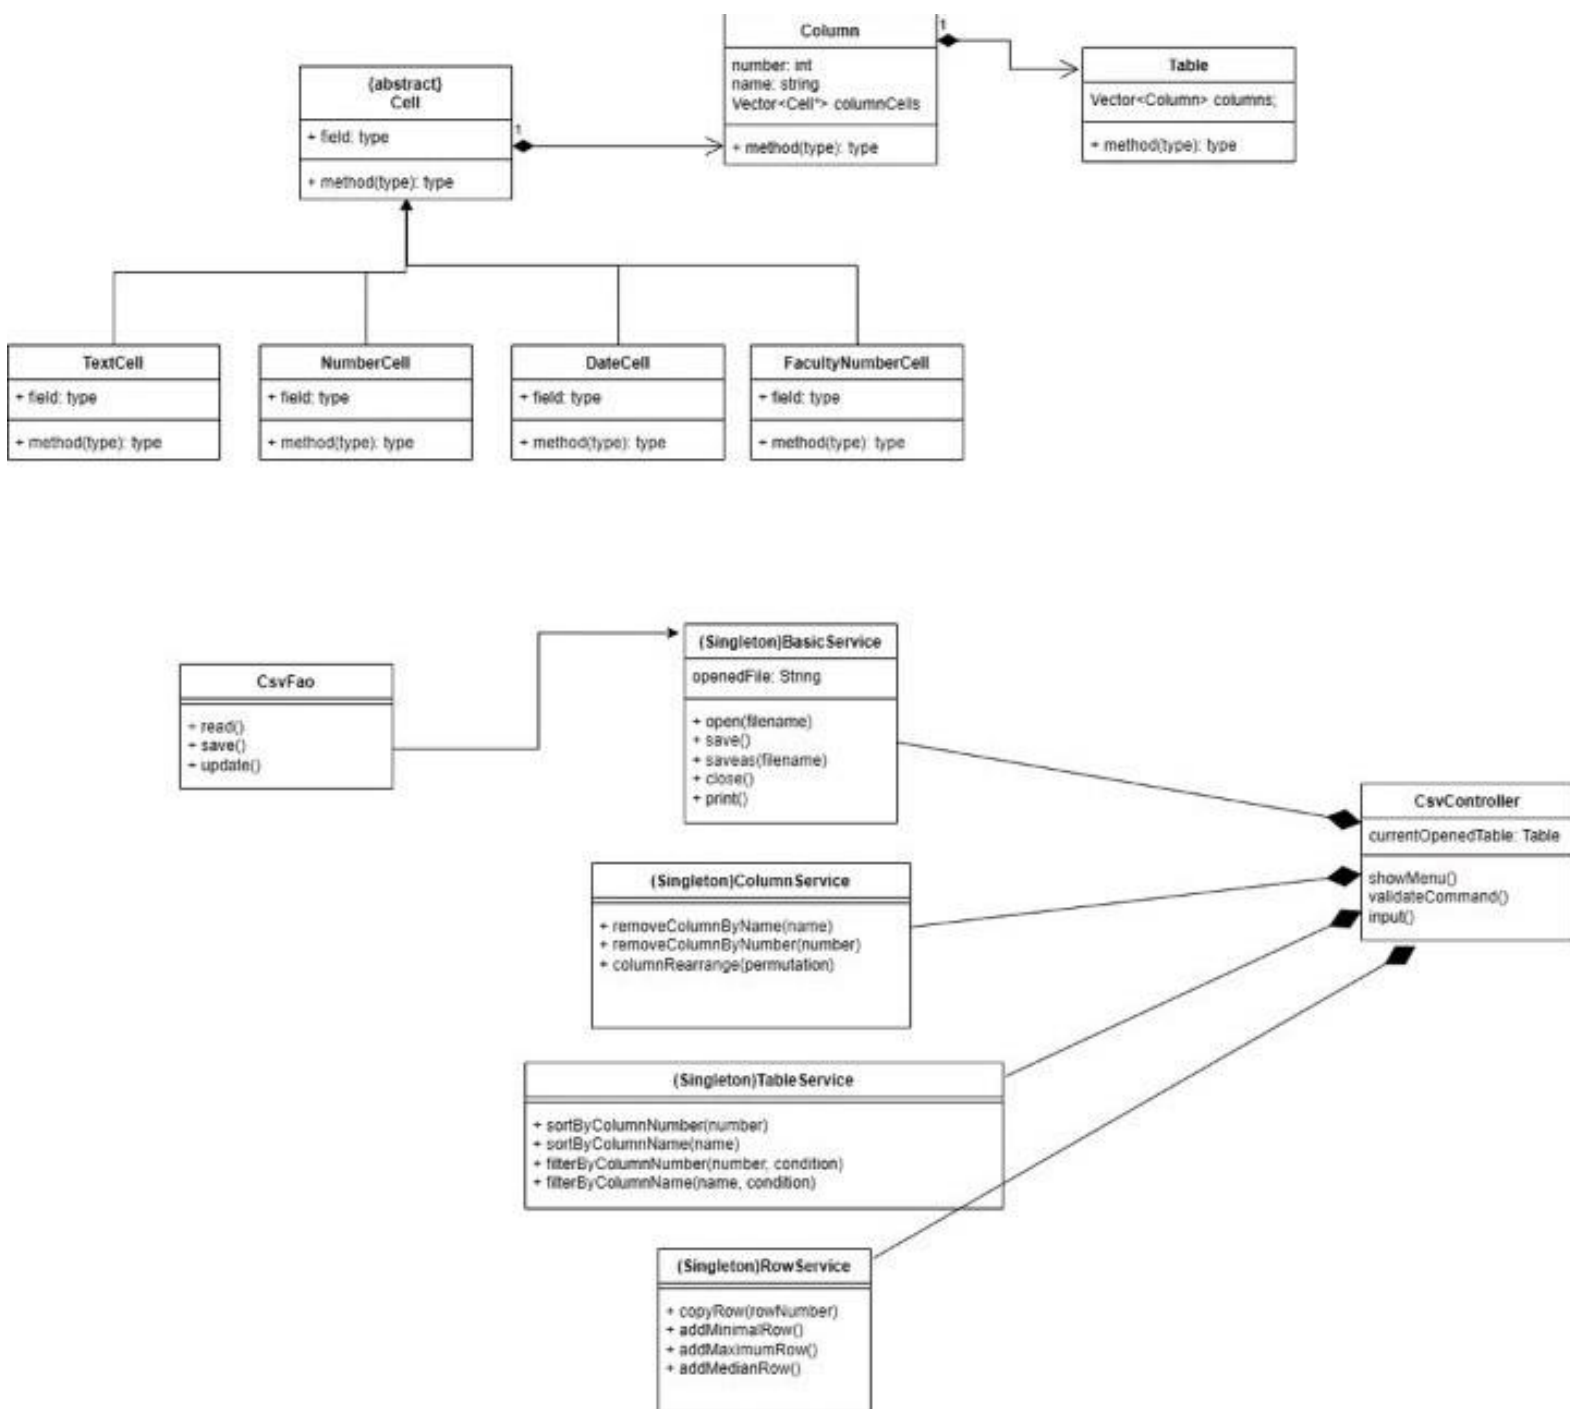 Column
number: int
name: string
Vector<Cell*> columnCells
+ method(type): type
1
Table
Vector<Column> columns;
+ method(type): type
{abstract}
Cell
+ field: type
+ method(type): type
1
TextCell
+ field: type
+ method(type): type
NumberCell
+ field: type
+ method(type): type
DateCell
+ field: type
+ method(type): type
FacultyNumberCell
+ field: type
+ method(type): type
CsvFao
+ read()
+ save()
+ update()
(Singleton)BasicService
openedFile: String
+ open(filename)
+ save()
+ saveas(filename)
+ close()
+ print()
CsvController
currentOpenedTable: Table
showMenu()
validateCommand()
input()
(Singleton)ColumnService
+ removeColumnByName(name)
+ removeColumnByNumber(number)
+ columnRearrange(permutation)
(Singleton)TableService
+ sortByColumnNumber(number)
+ sortByColumnName(name)
+ filterByColumnNumber(number, condition)
+ filterByColumnName(name, condition)
(Singleton)RowService
+ copyRow(rowNumber)
+ addMinimalRow()
+ addMaximumRow()
+ addMedianRow()